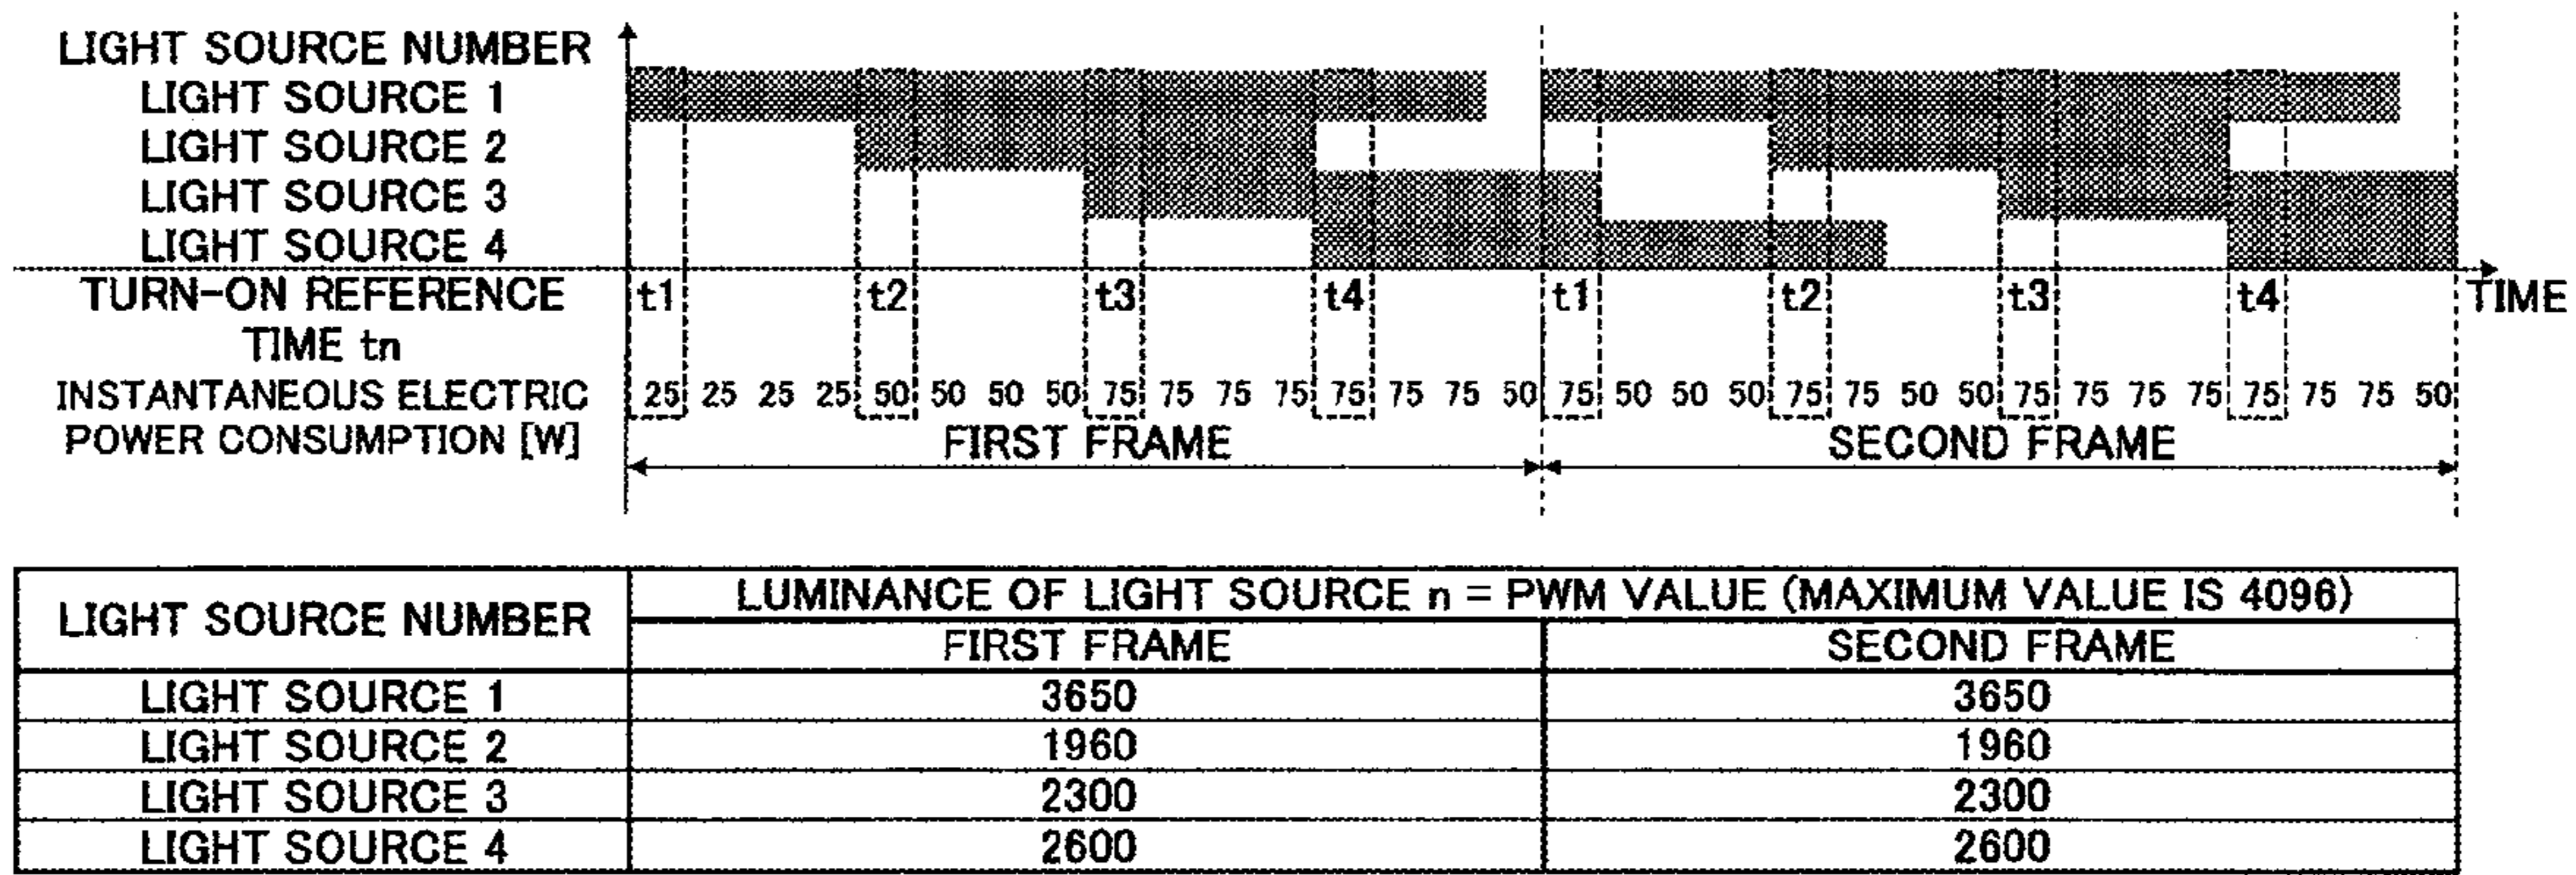 LIGHT SOURCE NUMBER
LIGHT SOURCE 1
LIGHT SOURCE 2
LIGHT SOURCE 3
LIGHT SOURCE 4
TURN-ON REFERENCE TIME tn
t1 t2 t3 t4 t1 t2 t3 t4 TIME
INSTANTANEOUS ELECTRIC POWER CONSUMPTION [W]
25 25 25 25 50 50 50 50 75 75 75 75 75 75 75 50 75 50 50 50 75 75 50 50 75 75 75 75 75 75 75 50
FIRST FRAME SECOND FRAME
LIGHT SOURCE NUMBER LUMINANCE OF LIGHT SOURCE n = PWM VALUE (MAXIMUM VALUE IS 4096)
FIRST FRAME SECOND FRAME
LIGHT SOURCE 1 3650 3650
LIGHT SOURCE 2 1960 1960
LIGHT SOURCE 3 2300 2300
LIGHT SOURCE 4 2600 2600